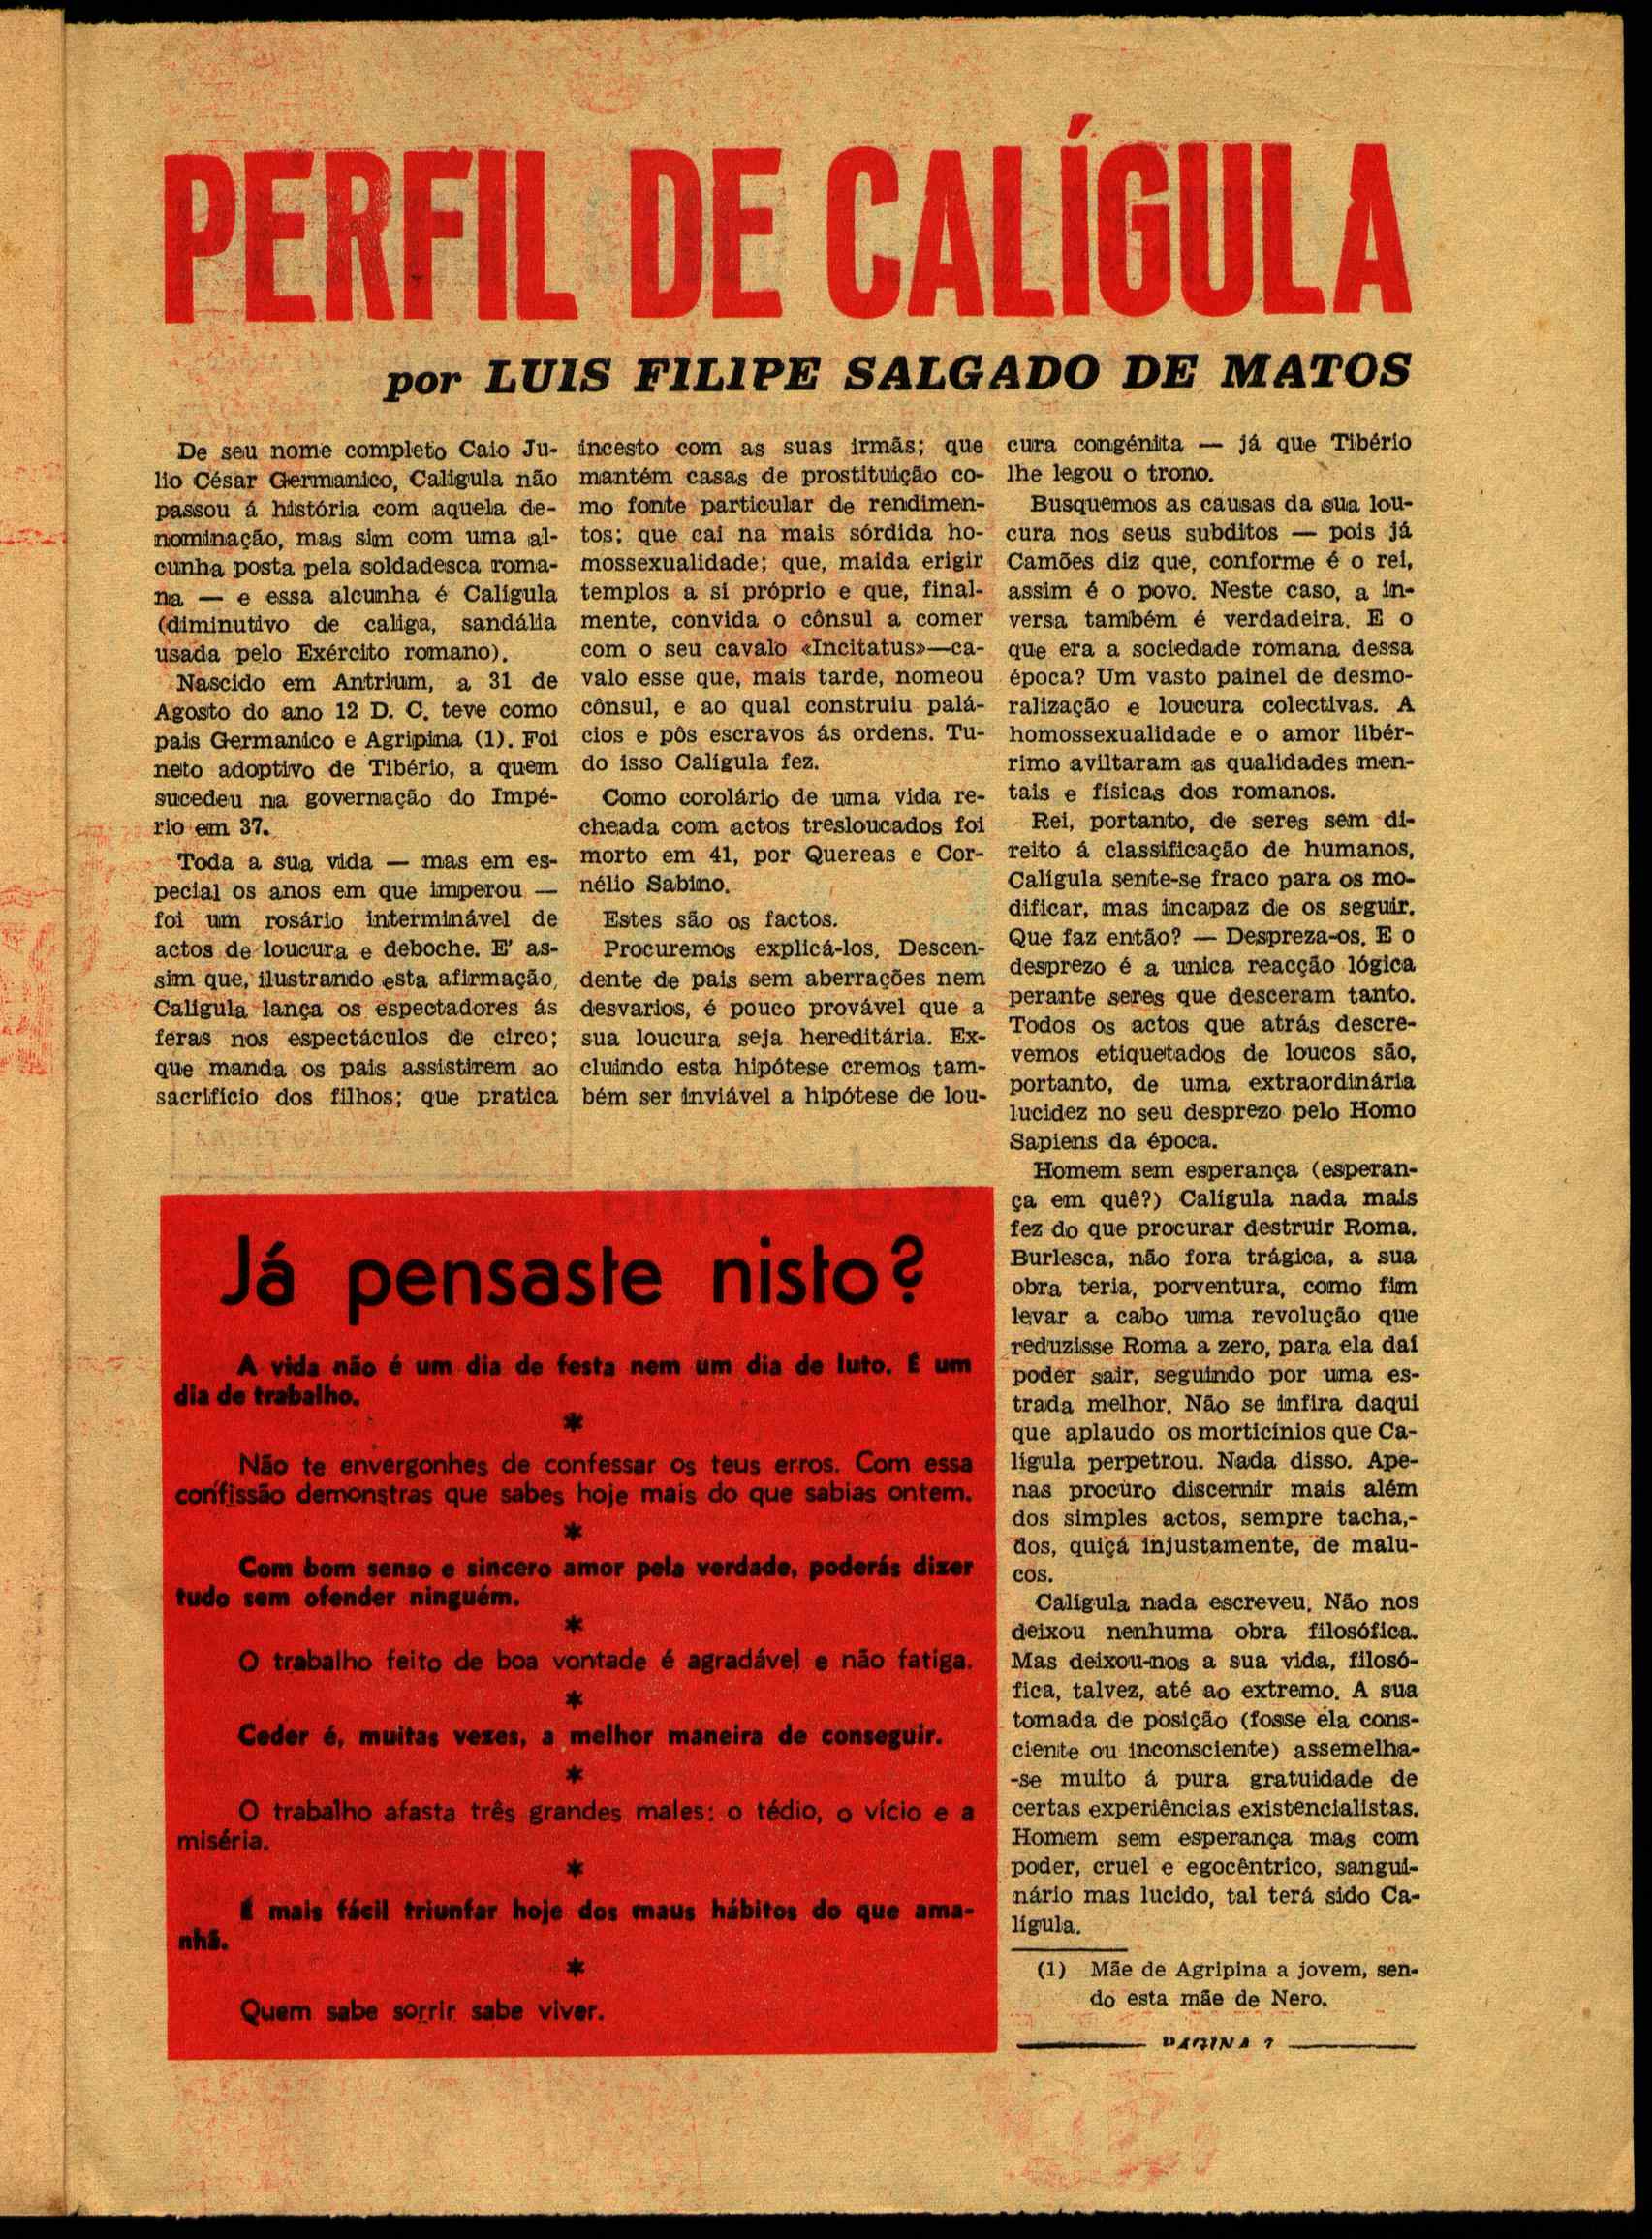 PERFIL DE CALÍGULA
por LUIS FILIPE SALGADO DE MATOS
De seu nome completo Caio Ju-
lio César Germanico, Calígula não
passou á história com aquela de-
nominação, mas sim com uma al-
cunha posta pela soldadesca roma-
na — e essa alcunha é Calígula
(diminutivo de caliga, sandália
usada pelo Exército romano).
Nascido em Antrium, a 31 de
Agosto do ano 12 D. C. teve como
pais Germanico e Agripina (1). Foi
neto adoptivo de Tibério, a quem
sucedeu na governação do Impé-
rio em 37.
Toda a sua vida — mas em es-
pecial os anos em que imperou —
foi um rosário interminável de
actos de loucura e deboche. E' as-
sim que, ilustrando esta afirmação,
Calígula lança os espectadores ás
feras nos espectáculos de circo;
que manda os pais assistirem ao
sacrifício dos filhos; que pratica
incesto com as suas irmãs; que
mantém casas de prostituição co-
mo fonte particular de rendimen-
tos; que cai na mais sórdida ho-
mossexualidade; que, maida erigir
templos a si próprio e que, final-
mente, convida o cônsul a comer
com o seu cavalo «Incitatus»—ca-
valo esse que, mais tarde, nomeou
cônsul, e ao qual construiu palá-
cios e pôs escravos ás ordens. Tu-
do isso Calígula fez.
Como corolário de uma vida re-
cheada com actos tresloucados foi
morto em 41, por Quereas e Cor-
nélio Sabino.
Estes são os factos.
Procuremos explicá-los. Descen-
dente de pais sem aberrações nem
desvarios, é pouco provável que a
sua loucura seja hereditária. Ex-
cluindo esta hipótese cremos tam-
bém ser inviável a hipótese de lou-
cura congénita — já que Tibério
lhe legou o trono.
Busquemos as causas da sua lou-
cura nos seus subditos — pois já
Camões diz que, conforme é o rei,
assim é o povo. Neste caso, a in-
versa também é verdadeira. E o
que era a sociedade romana dessa
época? Um vasto painel de desmo-
ralização e loucura colectivas. A
homossexualidade e o amor libér-
rimo aviltaram as qualidades men-
tais e físicas dos romanos.
Rei, portanto, de seres sem di-
reito á classificação de humanos,
Calígula sente-se fraco para os mo-
dificar, mas incapaz de os seguir.
Que faz então? — Despreza-os. E o
desprezo é a unica reacção lógica
perante seres que desceram tanto.
Todos os actos que atrás descre-
vemos etiquetados de loucos são,
portanto, de uma extraordinária
lucidez no seu desprezo pelo Homo
Sapiens da época.
Homem sem esperança (esperan-
ça em quê?) Calígula nada mais
fez do que procurar destruir Roma.
Burlesca, não fora trágica, a sua
obra teria, porventura, como fim
levar a cabo uma revolução que
reduzisse Roma a zero, para ela daí
poder sair, seguindo por uma es-
trada melhor. Não se infira daqui
que aplaudo os morticínios que Ca-
lígula perpetrou. Nada disso. Ape-
nas procuro discernir mais além
dos simples actos, sempre tacha,-
dos, quiçá injustamente, de malu-
cos.
Calígula nada escreveu. Não nos
deixou nenhuma obra filosófica.
Mas deixou-nos a sua vida, filosó-
fica, talvez, até ao extremo. A sua
tomada de posição (fosse ela cons-
ciente ou inconsciente) assemelha-
-se muito á pura gratuidade de
certas experiências existencialistas.
Homem sem esperança mas com
poder, cruel e egocêntrico, sangui-
nário mas lucido, tal terá sido Ca-
lígula.
(1) Mãe de Agripina a jovem, sen-
do esta mãe de Nero.
PAGINA 7
Já pensaste nisto?
A vida não é um dia de festa nem um dia de luto. É um
dia de trabalho.
*
Não te envergonhes de confessar os teus erros. Com essa
confissão demonstras que sabes hoje mais do que sabias ontem.
*
Com bom senso e sincero amor pela verdade, poderás dizer
tudo sem ofender ninguém.
*
O trabalho feito de boa vontade é agradável e não fatiga.
*
Ceder é, muitas vezes, a melhor maneira de conseguir.
*
O trabalho afasta três grandes males: o tédio, o vício e a
miséria.
*
É mais fácil triunfar hoje dos maus hábitos do que ama-
nhã.
*
Quem sabe sorrir sabe viver.